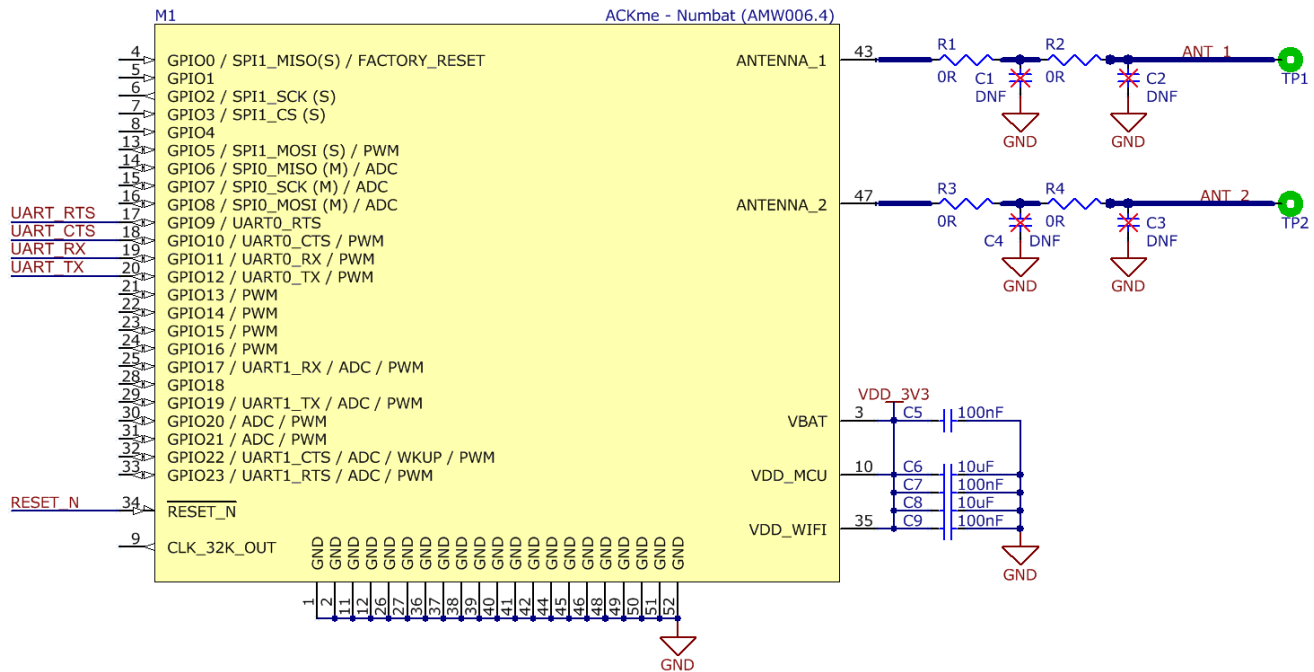 M1
ACKme - Numbat (AMW006.4)
4 GPIO0 / SPI1_MISO(S) / FACTORY_RESET
5 GPIO1
6 GPIO2 / SPI1_SCK (S)
7 GPIO3 / SPI1_CS (S)
8 GPIO4
13 GPIO5 / SPI1_MOSI (S) / PWM
14 GPIO6 / SPI0_MISO (M) / ADC
15 GPIO7 / SPI0_SCK (M) / ADC
16 GPIO8 / SPI0_MOSI (M) / ADC
UART_RTS 17 GPIO9 / UART0_RTS
UART_CTS 18 GPIO10 / UART0_CTS / PWM
UART_RX 19 GPIO11 / UART0_RX / PWM
UART_TX 20 GPIO12 / UART0_TX / PWM
21 GPIO13 / PWM
22 GPIO14 / PWM
23 GPIO15 / PWM
24 GPIO16 / PWM
25 GPIO17 / UART1_RX / ADC / PWM
28 GPIO18
29 GPIO19 / UART1_TX / ADC / PWM
30 GPIO20 / ADC / PWM
31 GPIO21 / ADC / PWM
32 GPIO22 / UART1_CTS / ADC / WKUP / PWM
33 GPIO23 / UART1_RTS / ADC / PWM
RESET_N 34 RESET_N
9 CLK_32K_OUT
GND GND GND GND GND GND GND GND GND GND GND GND GND GND GND GND GND GND GND GND GND
1 2 11 12 26 27 36 37 38 39 40 41 42 44 45 46 48 49 50 51 52
GND
ANTENNA_1 43 R1 R2 ANT_1
0R C1 0R C2 TP1
DNF DNF
GND GND
ANTENNA_2 47 R3 R4 ANT_2
0R 0R TP2
C4 DNF C3
DNF
GND GND
VDD_3V3
VBAT 3 C5 100nF
VDD_MCU 10 C6 10uF
C7 100nF
C8 10uF
VDD_WIFI 35 C9 100nF
GND